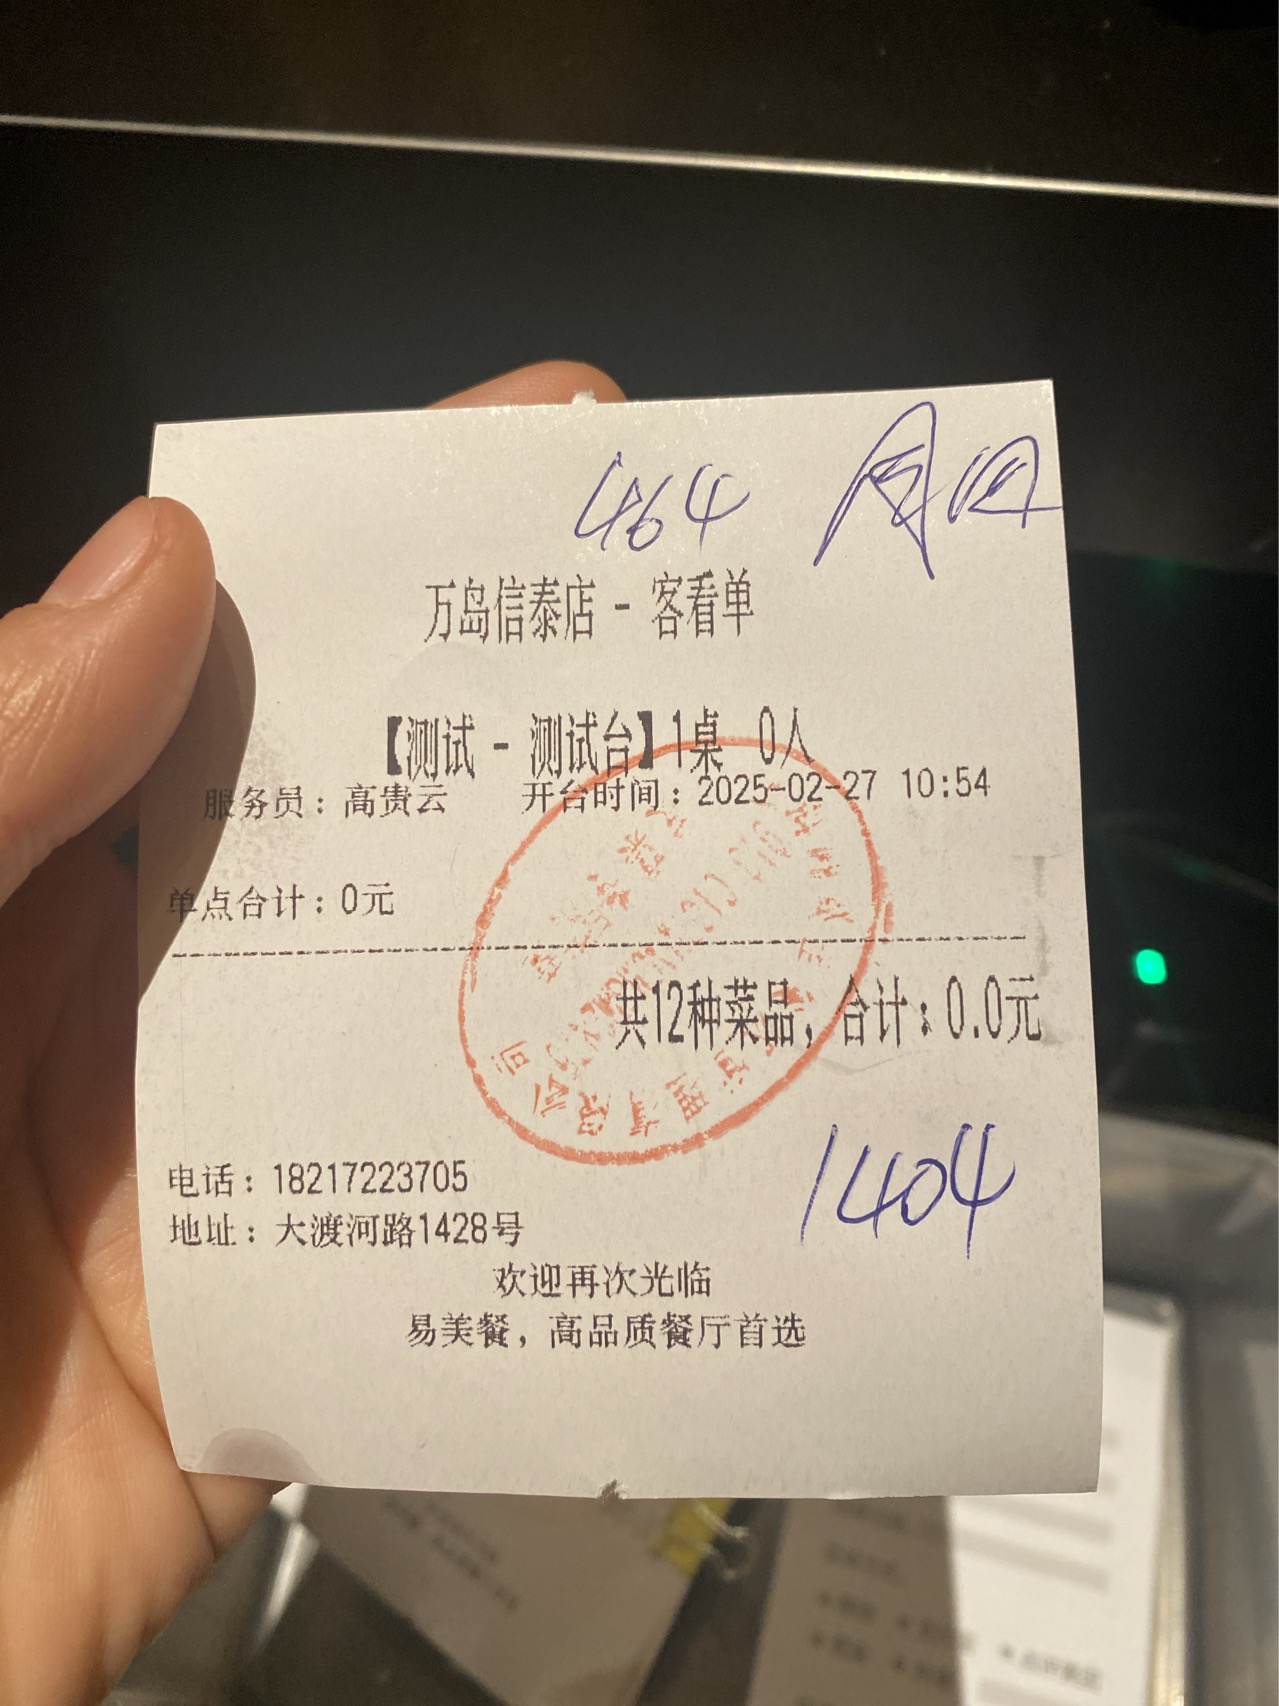 464 周四
万岛信泰店 - 客看单
【测试 - 测试台】1桌 0人
服务员：高贵云 开台时间：2025-02-27 10:54
单点合计：0元
共12种菜品，合计：0.0元
1404
电话：18217223705
地址：大渡河路1428号
欢迎再次光临
易美餐，高品质餐厅首选